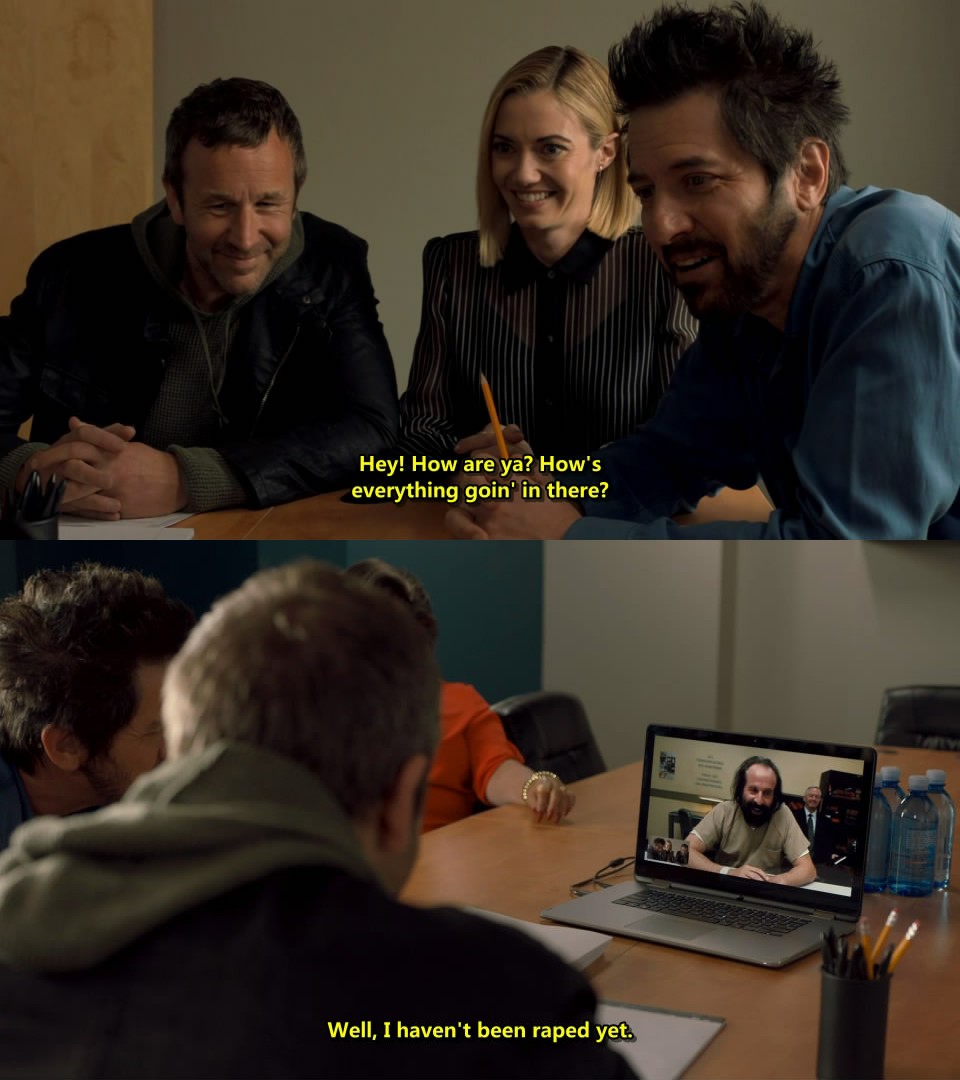 Hey! How are ya? How's
everything goin' in there?
Well, I haven't been raped yet.